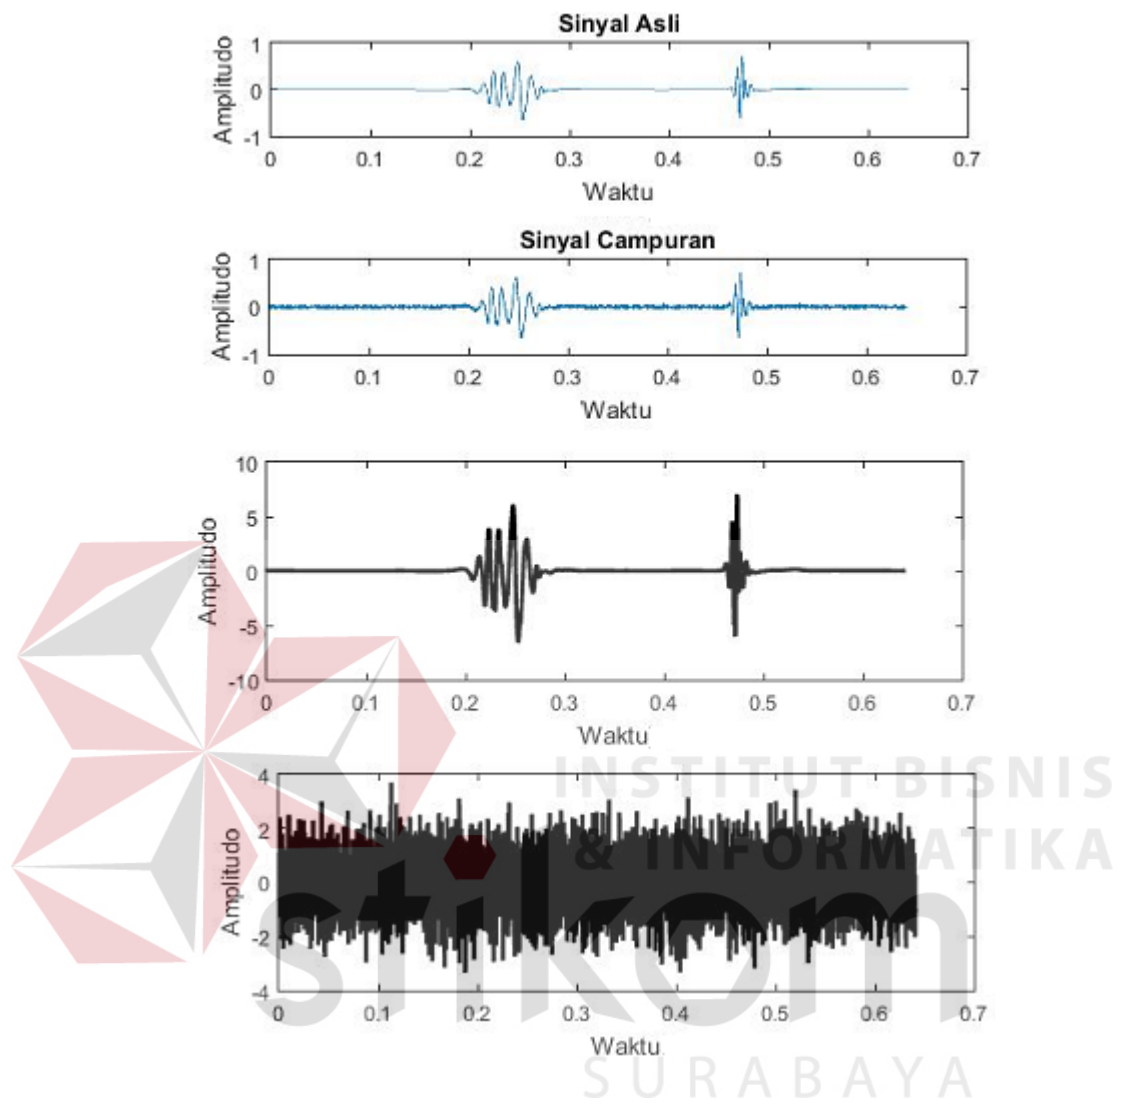 Sinyal Asli
Amplitudo
1
0
-1
0 0.1 0.2 0.3 0.4 0.5 0.6 0.7
Waktu
Sinyal Campuran
Amplitudo
1
0
-1
0 0.1 0.2 0.3 0.4 0.5 0.6 0.7
Waktu
Amplitudo
10
5
0
-5
-10
0 0.1 0.2 0.3 0.4 0.5 0.6 0.7
Waktu
INSTITUT BISNIS
& INFORMATIKA
stikom
SURABAYA
Amplitudo
4
2
0
-2
-4
0 0.1 0.2 0.3 0.4 0.5 0.6 0.7
Waktu